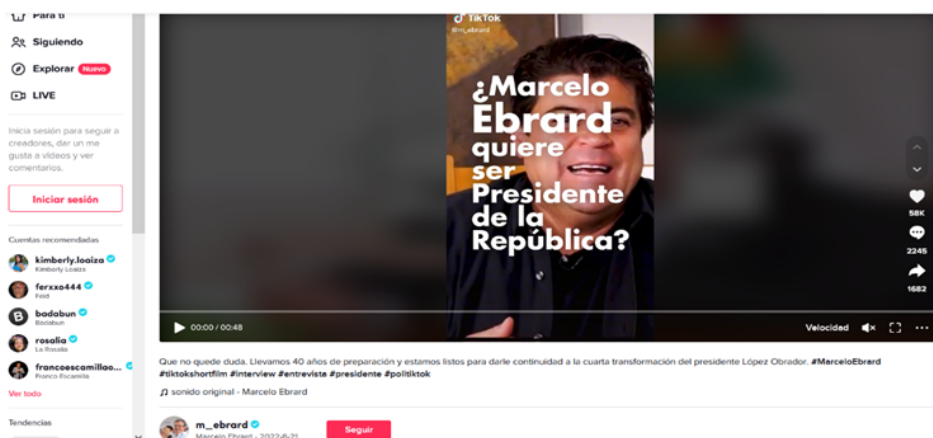 Para ti
Siguiendo
Explorar Nuevo
LIVE
Inicia sesión para seguir a
creadores, dar un me
gusta a vídeos y ver
comentarios.
Iniciar sesión
Cuentas recomendadas
kimberly.loaiza
Kimberly Loaiza
ferxxo444
Feid
badabun
Badabun
rosalia
La Rosalia
francoescamillao...
Franco Escamilla
Ver todo
Tendencias
TikTok
@m_ebrard
¿Marcelo
Ebrard
quiere
ser
Presidente
de la
República?
58K
2245
1682
00:00 / 00:48
Velocidad
Que no quede duda. Llevamos 40 años de preparación y estamos listos para darle continuidad a la cuarta transformación del presidente López Obrador. #MarceloEbrard
#tiktokshortfilm #interview #entrevista #presidente #politiktok
sonido original - Marcelo Ebrard
m_ebrard
Marcelo Ebrard · 2022-6-21
Seguir